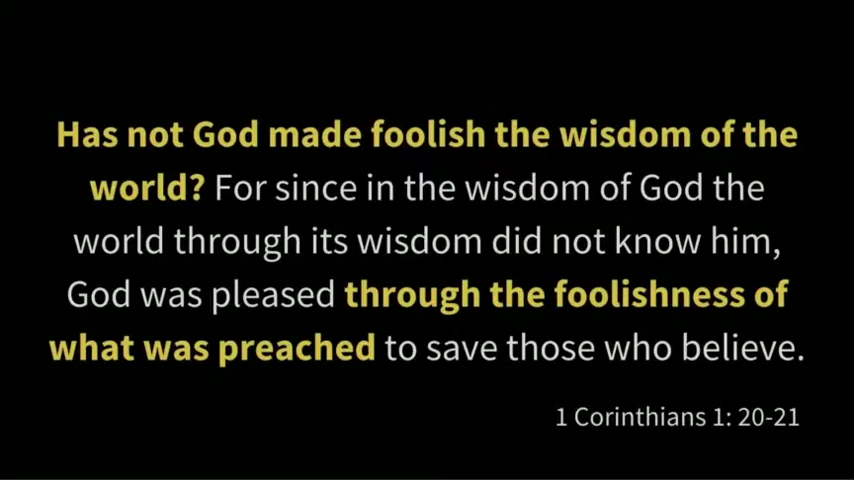 Has not God made foolish the wisdom of the
world? For since in the wisdom of God the
world through its wisdom did not know him,
God was pleased through the foolishness of
what was preached to save those who believe.
1 Corinthians 1: 20-21